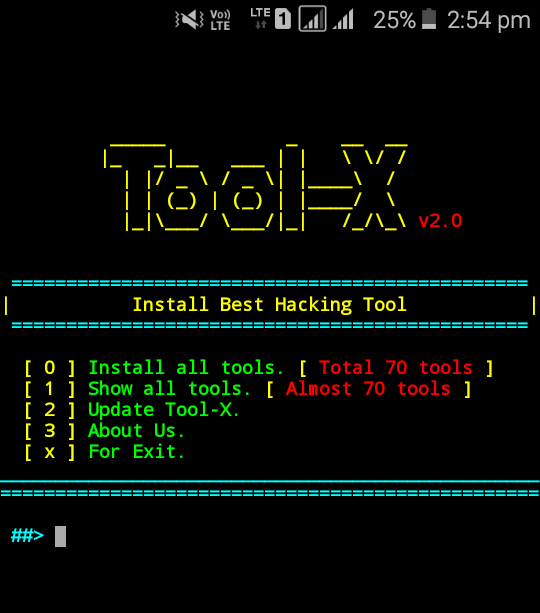 Vo)) LTE LTE 1 25% 2:54 pm
Tool-X v2.0
================================================
| Install Best Hacking Tool |
================================================
[ 0 ] Install all tools. [ Total 70 tools ]
[ 1 ] Show all tools. [ Almost 70 tools ]
[ 2 ] Update Tool-X.
[ 3 ] About Us.
[ x ] For Exit.
##>